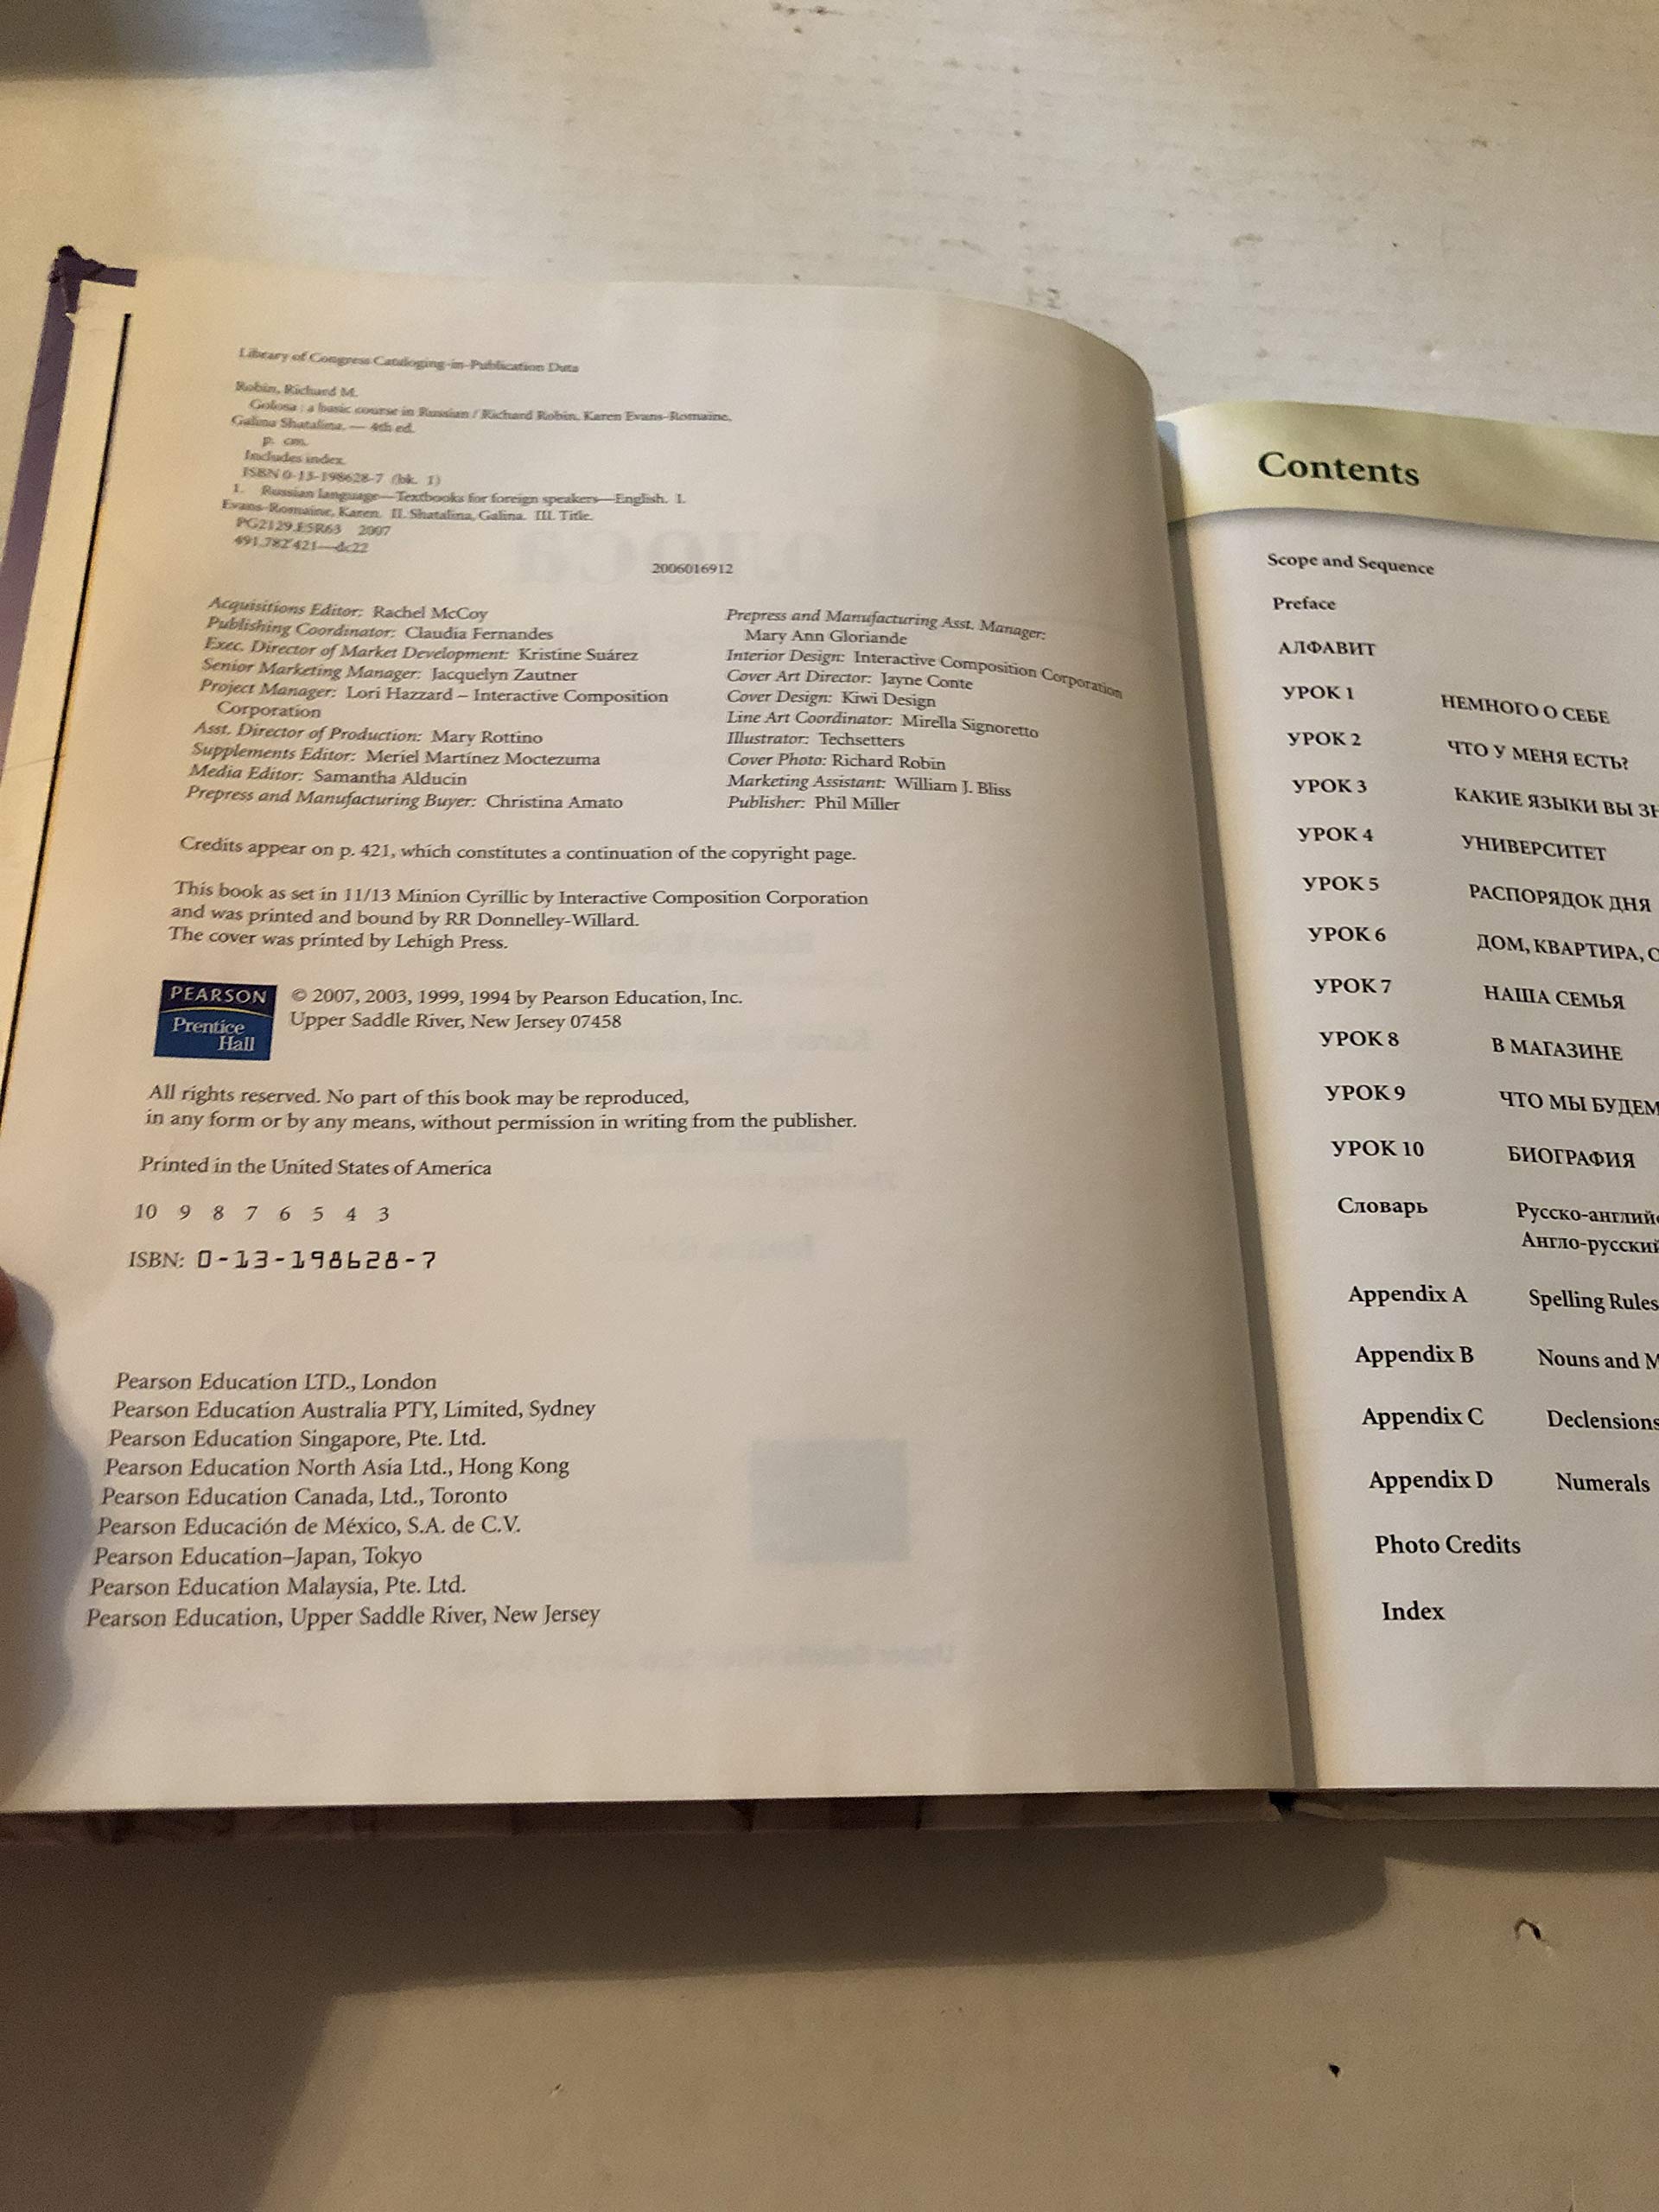 Library of Congress Cataloging-in-Publication Data
Robin, Richard M.
Golosa : a basic course in Russian / Richard Robin, Karen Evans-Romaine,
Galina Shatalina. — 4th ed.
p. cm.
Includes index.
ISBN 0-13-198628-7 (bk. 1)
1. Russian language—Textbooks for foreign speakers—English. I.
Evans-Romaine, Karen. II. Shatalina, Galina. III. Title.
PG2129.E5R63 2007
491.782'421—dc22
2006016912
Acquisitions Editor: Rachel McCoy
Publishing Coordinator: Claudia Fernandes
Exec. Director of Market Development: Kristine Suárez
Senior Marketing Manager: Jacquelyn Zautner
Project Manager: Lori Hazzard – Interactive Composition
Corporation
Asst. Director of Production: Mary Rottino
Supplements Editor: Meriel Martínez Moctezuma
Media Editor: Samantha Alducin
Prepress and Manufacturing Buyer: Christina Amato
Prepress and Manufacturing Asst. Manager:
Mary Ann Gloriande
Interior Design: Interactive Composition Corporation
Cover Art Director: Jayne Conte
Cover Design: Kiwi Design
Line Art Coordinator: Mirella Signoretto
Illustrator: Techsetters
Cover Photo: Richard Robin
Marketing Assistant: William J. Bliss
Publisher: Phil Miller
Credits appear on p. 421, which constitutes a continuation of the copyright page.
This book as set in 11/13 Minion Cyrillic by Interactive Composition Corporation
and was printed and bound by RR Donnelley-Willard.
The cover was printed by Lehigh Press.
PEARSON
Prentice
Hall
© 2007, 2003, 1999, 1994 by Pearson Education, Inc.
Upper Saddle River, New Jersey 07458
All rights reserved. No part of this book may be reproduced,
in any form or by any means, without permission in writing from the publisher.
Printed in the United States of America
10 9 8 7 6 5 4 3
ISBN: 0-13-198628-7
Pearson Education LTD., London
Pearson Education Australia PTY, Limited, Sydney
Pearson Education Singapore, Pte. Ltd.
Pearson Education North Asia Ltd., Hong Kong
Pearson Education Canada, Ltd., Toronto
Pearson Educación de México, S.A. de C.V.
Pearson Education–Japan, Tokyo
Pearson Education Malaysia, Pte. Ltd.
Pearson Education, Upper Saddle River, New Jersey
Contents
Scope and Sequence
Preface
АЛФАВИТ
УРОК 1 НЕМНОГО О СЕБЕ
УРОК 2 ЧТО У МЕНЯ ЕСТЬ?
УРОК 3 КАКИЕ ЯЗЫКИ ВЫ
УРОК 4 УНИВЕРСИТЕТ
УРОК 5 РАСПОРЯДОК ДНЯ
УРОК 6 ДОМ, КВАРТИРА,
УРОК 7 НАША СЕМЬЯ
УРОК 8 В МАГАЗИНЕ
УРОК 9 ЧТО МЫ БУДЕМ
УРОК 10 БИОГРАФИЯ
Словарь Русско-английс
Англо-русский
Appendix A Spelling Rules
Appendix B Nouns and
Appendix C Declensions
Appendix D Numerals
Photo Credits
Index